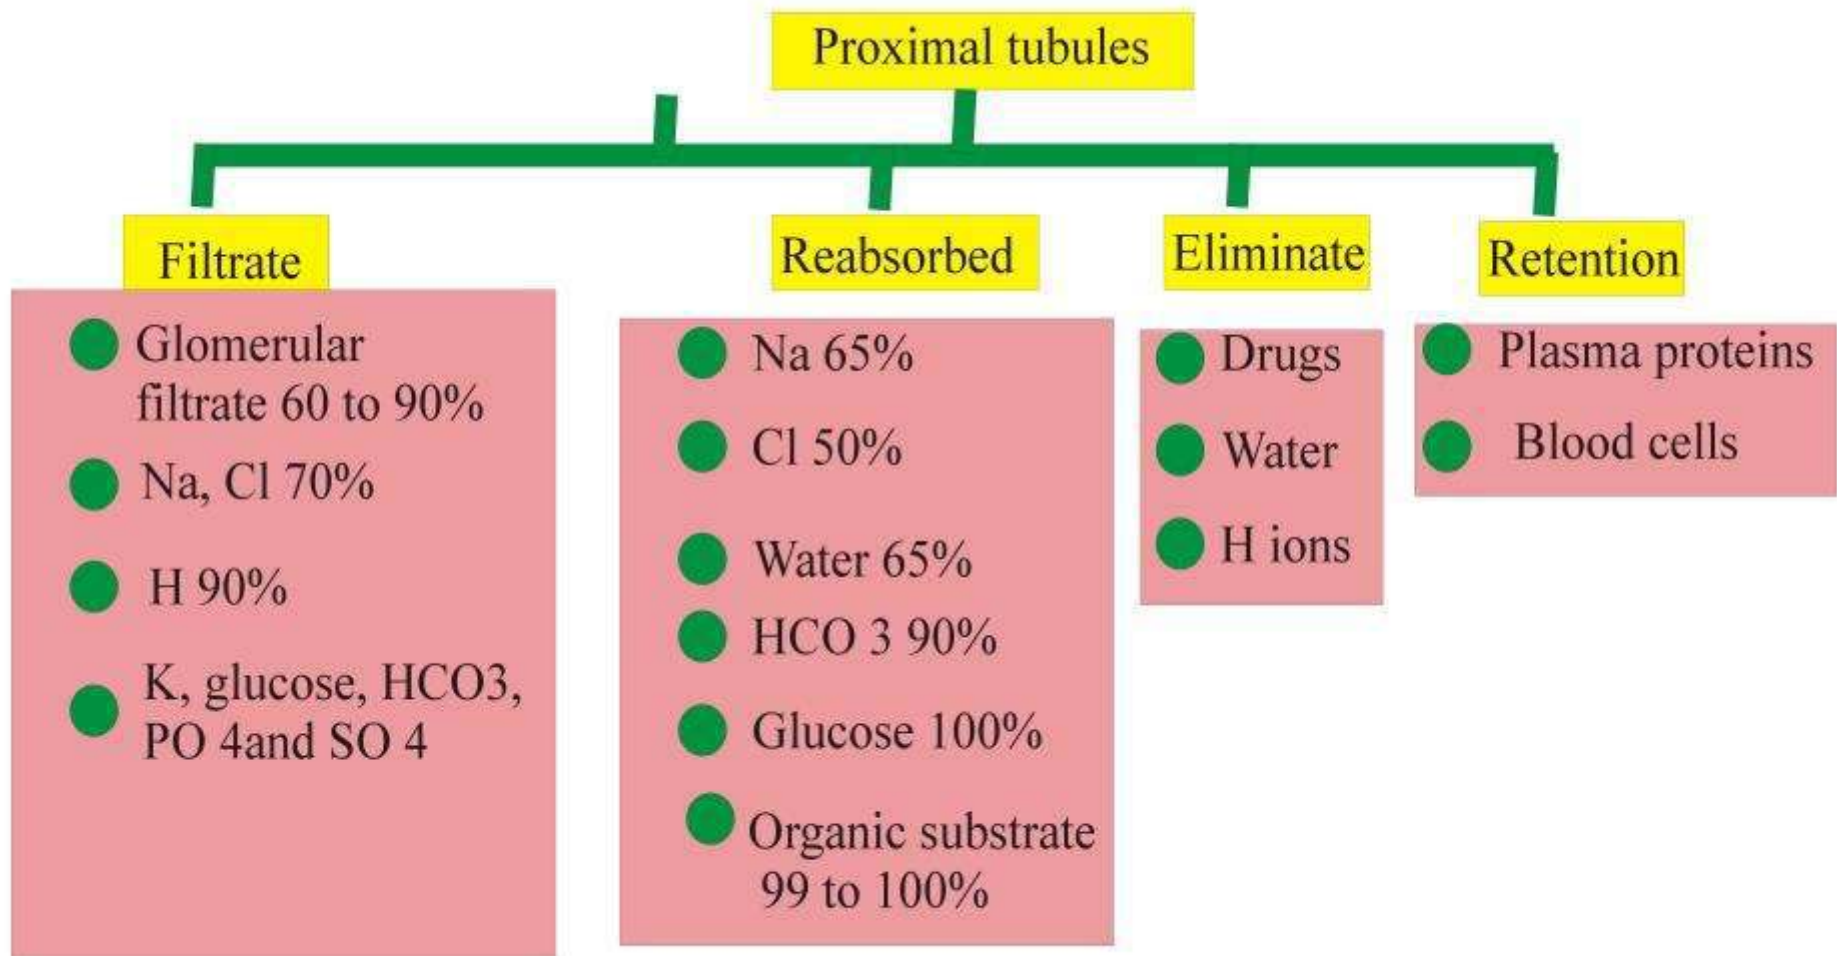 Proximal tubules
Filtrate
Glomerular
filtrate 60 to 90%
Na, Cl 70%
H 90%
K, glucose, HCO3,
PO 4and SO 4
Reabsorbed
Na 65%
Cl 50%
Water 65%
HCO 3 90%
Glucose 100%
Organic substrate
99 to 100%
Eliminate
Drugs
Water
H ions
Retention
Plasma proteins
Blood cells